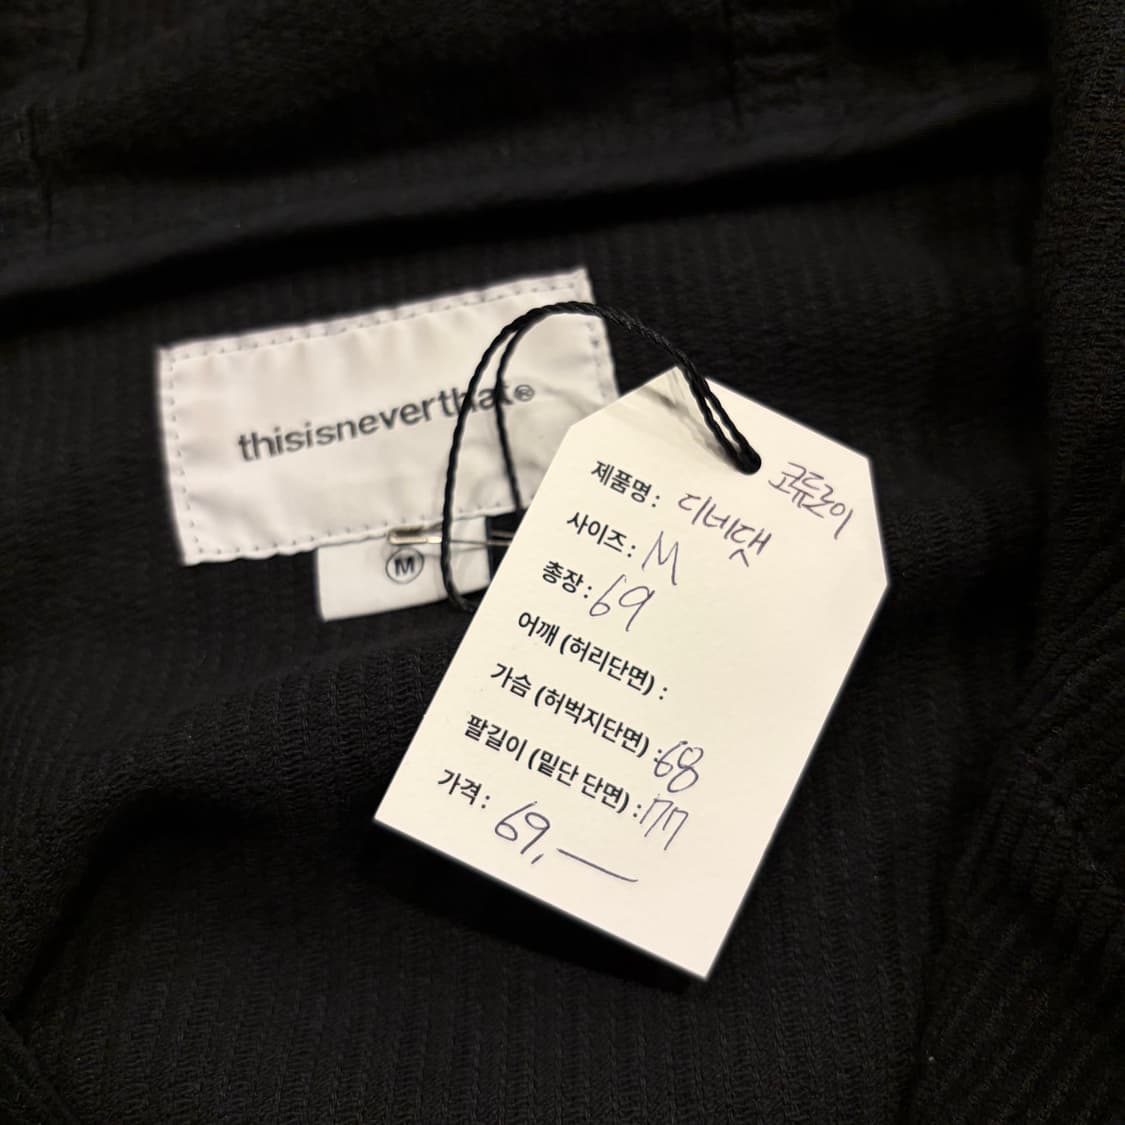 thisisneverthat®
M
코듀로이
제품명 : 디네댓
사이즈 : M
총장 : 69
어깨 (허리단면) :
가슴 (허벅지단면) : 68
팔길이 (밑단 단면) : 77
가격 : 69,—